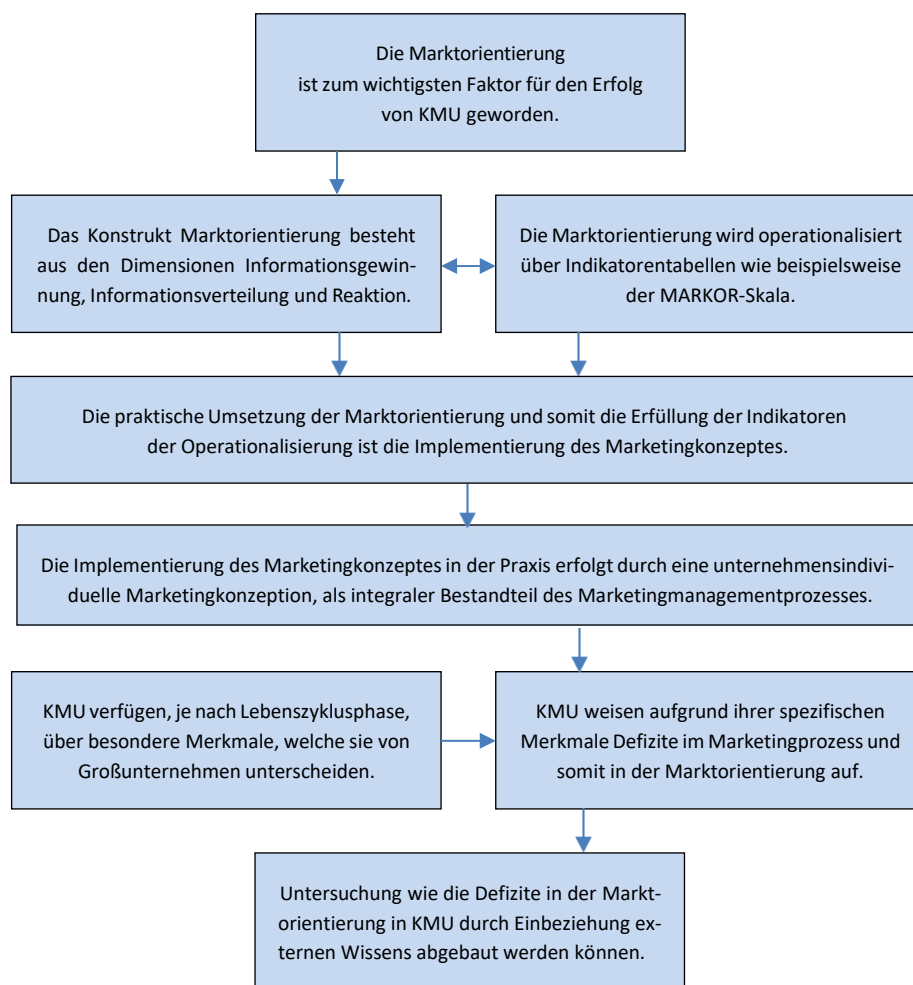 Die Marktorientierung
ist zum wichtigsten Faktor für den Erfolg
von KMU geworden.
Das Konstrukt Marktorientierung besteht
aus den Dimensionen Informationsgewin-
nung, Informationsverteilung und Reaktion.
Die Marktorientierung wird operationalisiert
über Indikatorentabellen wie beispielsweise
der MARKOR-Skala.
Die praktische Umsetzung der Marktorientierung und somit die Erfüllung der Indikatoren
der Operationalisierung ist die Implementierung des Marketingkonzeptes.
Die Implementierung des Marketingkonzeptes in der Praxis erfolgt durch eine unternehmensindivi-
duelle Marketingkonzeption, als integraler Bestandteil des Marketingmanagementprozesses.
KMU verfügen, je nach Lebenszyklusphase,
über besondere Merkmale, welche sie von
Großunternehmen unterscheiden.
KMU weisen aufgrund ihrer spezifischen
Merkmale Defizite im Marketingprozess und
somit in der Marktorientierung auf.
Untersuchung wie die Defizite in der Markt-
orientierung in KMU durch Einbeziehung ex-
ternen Wissens abgebaut werden können.